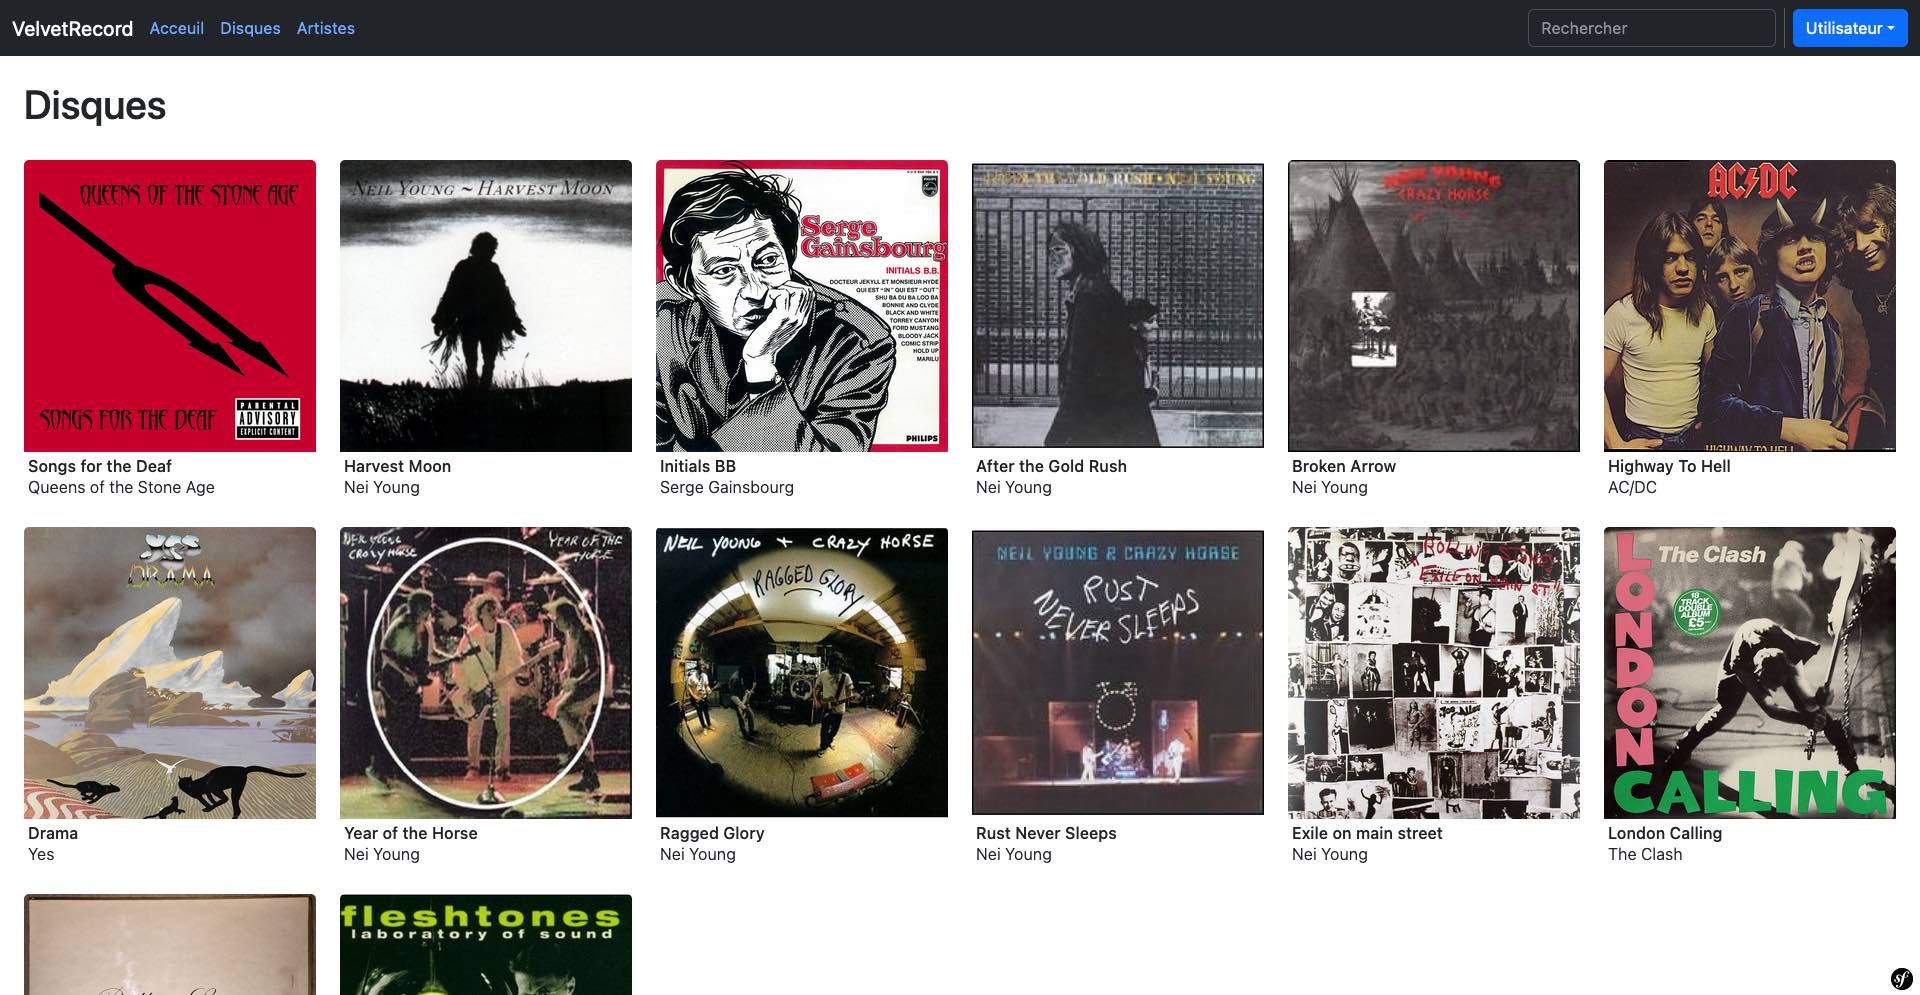 VelvetRecord
Acceuil
Disques
Artistes
Rechercher
Utilisateur
Disques
QUEENS OF THE STONE AGE
SONGS FOR THE DEAF
PARENTAL
ADVISORY
EXPLICIT CONTENT
Songs for the Deaf
Queens of the Stone Age
NEIL YOUNG ~ HARVEST MOON
Harvest Moon
Nei Young
PHILIPS
Serge
Gainsbourg
INITIALS B.B.
DOCTEUR JEKYLL ET MONSIEUR HYDE
QUI EST "IN" QUI EST "OUT"
SHU BA DU BA LOO BA
BONNIE AND CLYDE
BLACK AND WHITE
TORREY CANYON
FORD MUSTANG
BLOODY JACK
COMIC STRIP
HOLD UP
MARILU
PHILIPS
Initials BB
Serge Gainsbourg
AFTER THE GOLD RUSH • NEIL YOUNG
After the Gold Rush
Nei Young
NEIL YOUNG
CRAZY HORSE
Broken Arrow
Nei Young
AC/DC
HIGHWAY TO HELL
Highway To Hell
AC/DC
YES
DRAMA
Drama
Yes
NEIL YOUNG
CRAZY HORSE
YEAR OF THE
HORSE
Year of the Horse
Nei Young
NEIL YOUNG + CRAZY HORSE
RAGGED GLORY
Ragged Glory
Nei Young
NEIL YOUNG & CRAZY HORSE
RUST
NEVER SLEEPS
Rust Never Sleeps
Nei Young
ROLLING STONES
EXILE ON MAIN ST
Exile on main street
Nei Young
The Clash
18
TRACK
DOUBLE
ALBUM
£5
LONDON
CALLING
London Calling
The Clash
fleshtones
laboratory of sound
sf